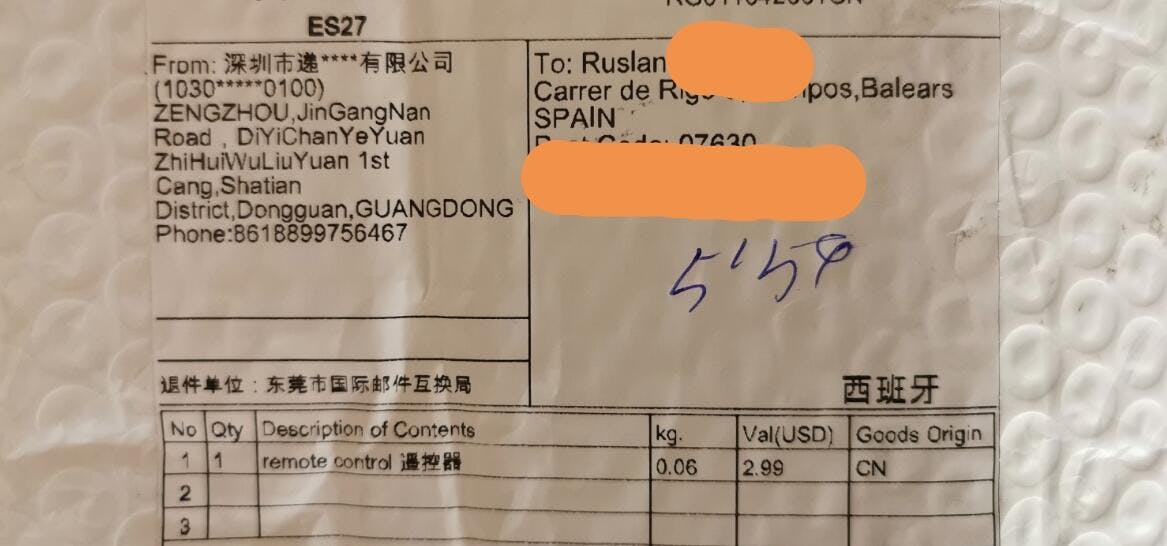 ES27
From: 深圳市递****有限公司
(1030*****0100)
ZENGZHOU,JinGangNan
Road , DiYiChanYeYuan
ZhiHuiWuLiuYuan 1st
Cang,Shatian
District,Dongguan,GUANGDONG
Phone:8618899756467
To: Ruslan
Carrer de ,Balears
SPAIN
07630
5'54
退件单位：东莞市国际邮件互换局
西班牙
No Qty Description of Contents kg. Val(USD) Goods Origin
1 1 remote control 遥控器 0.06 2.99 CN
2
3